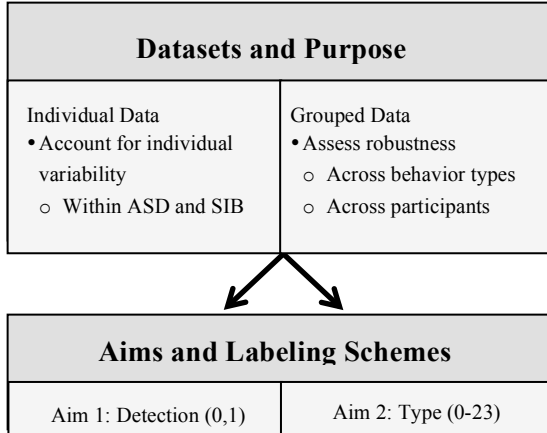 Datasets and Purpose
Individual Data
• Account for individual
variability
o Within ASD and SIB
Grouped Data
• Assess robustness
o Across behavior types
o Across participants
Aims and Labeling Schemes
Aim 1: Detection (0,1)
Aim 2: Type (0-23)